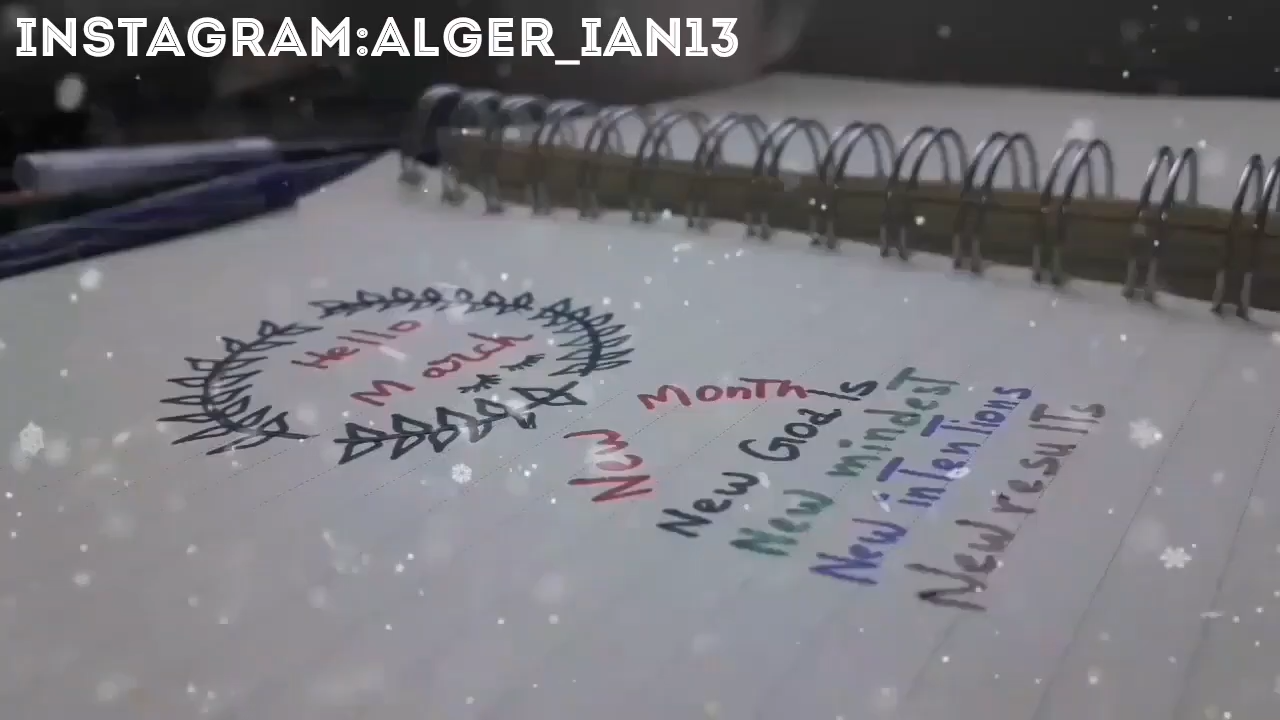 INSTAGRAM:ALGER_IAN13
Hello
March
New Month
New Goals
New mindest
New intentions
New results